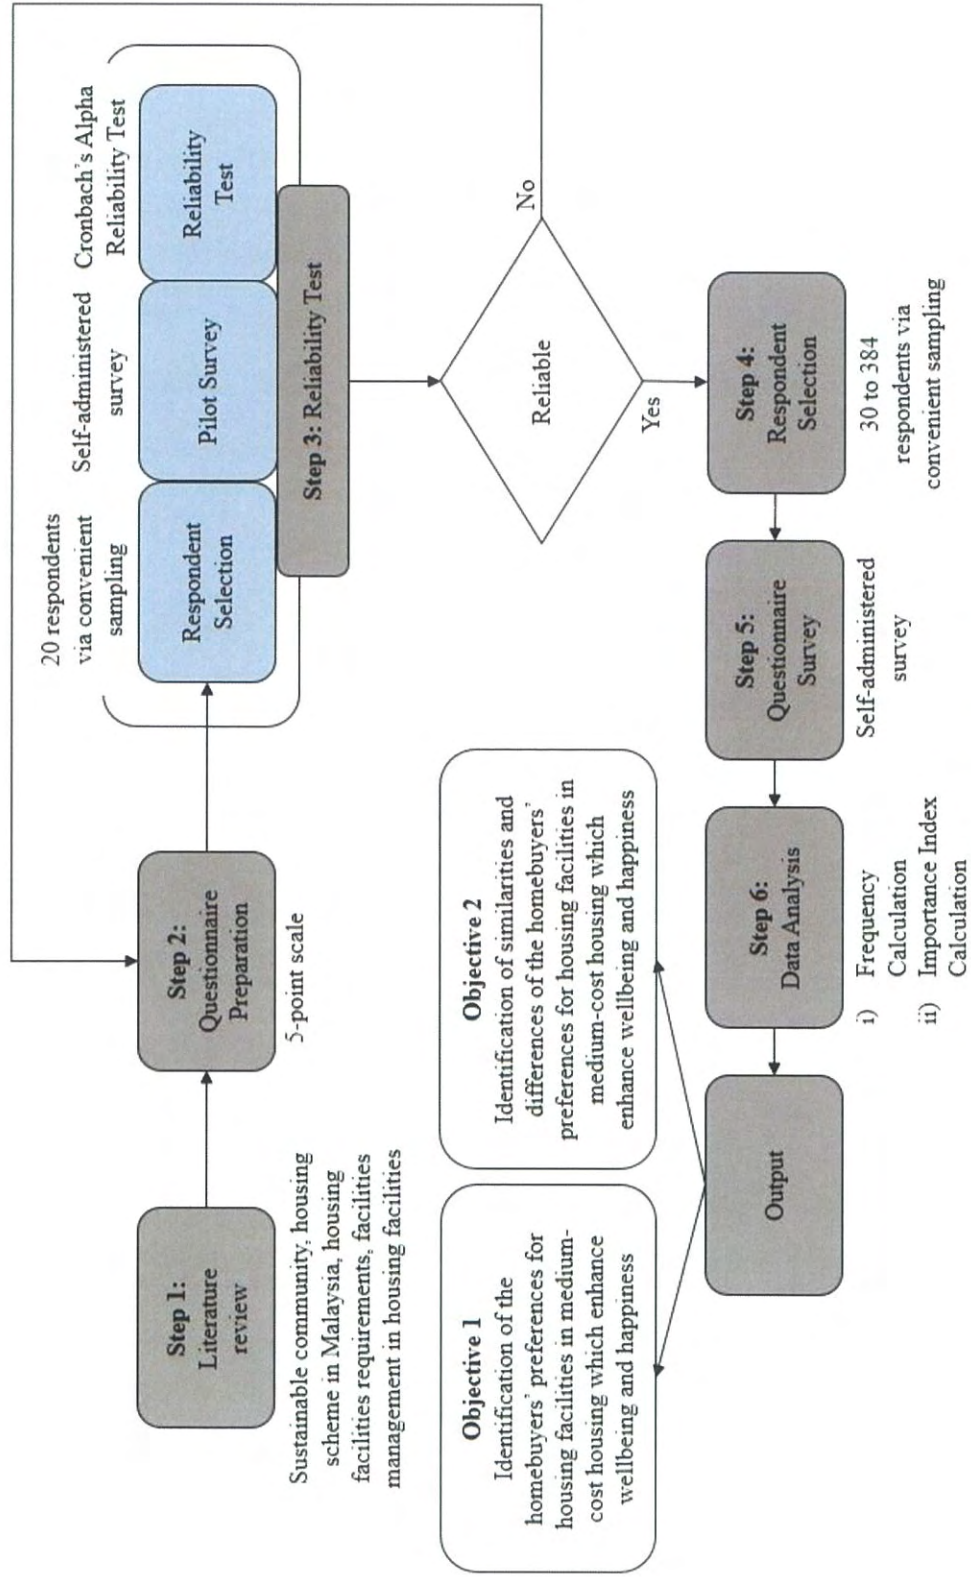 Step 1:
Literature
review
Sustainable community, housing
scheme in Malaysia, housing
facilities requirements, facilities
management in housing facilities
Step 2:
Questionnaire
Preparation
5-point scale
20 respondents
via convenient
sampling
Respondent
Selection
Self-administered
survey
Pilot Survey
Cronbach's Alpha
Reliability Test
Reliability
Test
Step 3: Reliability Test
Reliable
No
Yes
Step 4:
Respondent
Selection
30 to 384
respondents via
convenient sampling
Step 5:
Questionnaire
Survey
Self-administered
survey
Step 6:
Data Analysis
i) Frequency
Calculation
ii) Importance Index
Calculation
Output
Objective 1
Identification of the
homebuyers' preferences for
housing facilities in medium-
cost housing which enhance
wellbeing and happiness
Objective 2
Identification of similarities and
differences of the homebuyers'
preferences for housing facilities in
medium-cost housing which
enhance wellbeing and happiness